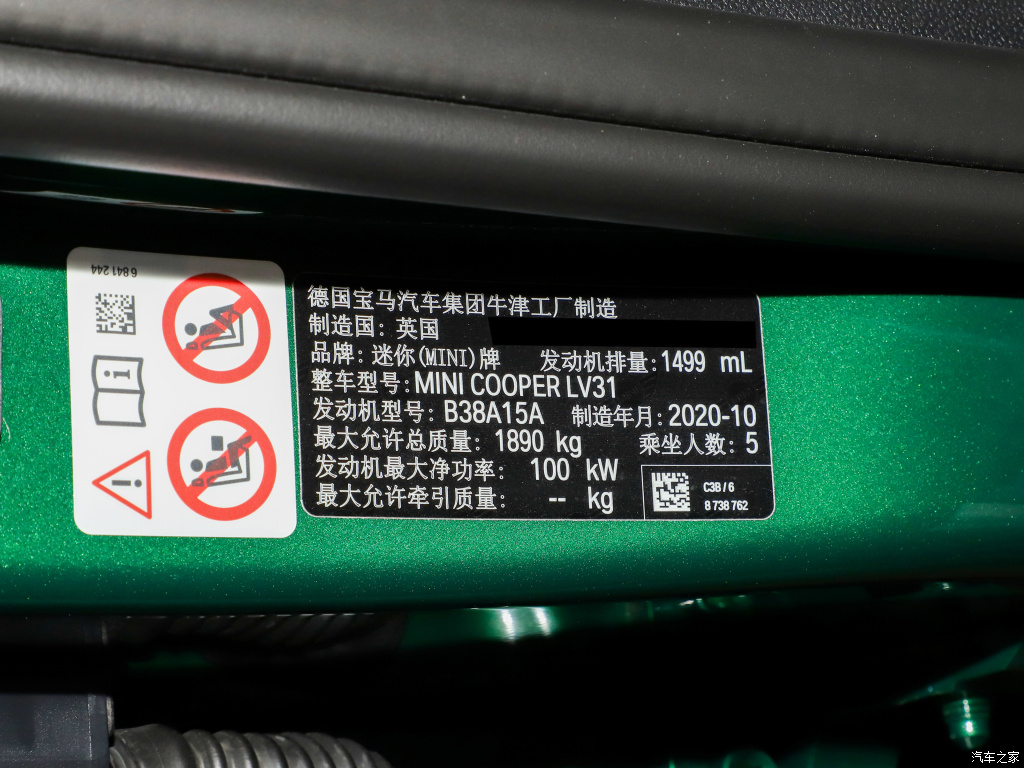 6 841 244
德国宝马汽车集团牛津工厂制造
制造国：英国
品牌：迷你(MINI)牌 发动机排量：1499 mL
整车型号：MINI COOPER LV31
发动机型号：B38A15A 制造年月：2020-10
最大允许总质量：1890 kg 乘坐人数：5
发动机最大净功率：100 kW
最大允许牵引质量：-- kg
C3B / 6
8 738 762
汽车之家